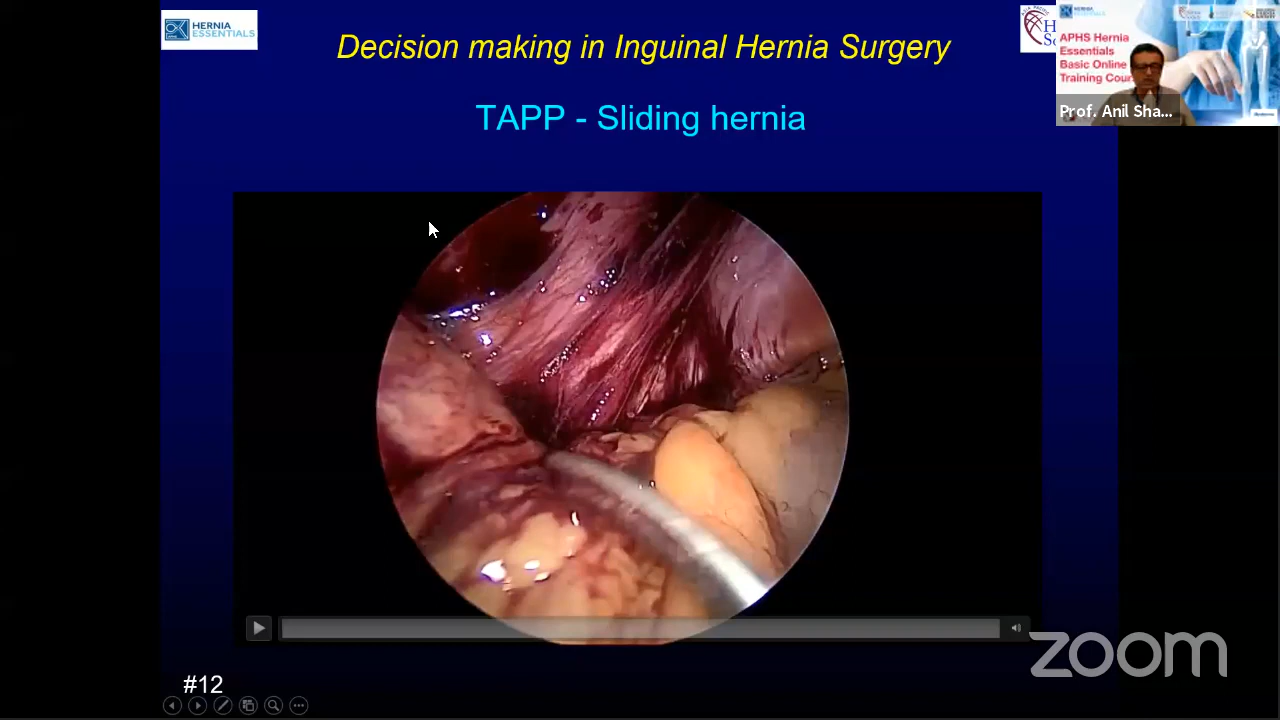 HERNIA
ESSENTIALS
Decision making in Inguinal Hernia Surgery
TAPP - Sliding hernia
APHS Hernia
Essentials
Basic Online
Training Cour
Prof. Anil Sha...
#12
zoom